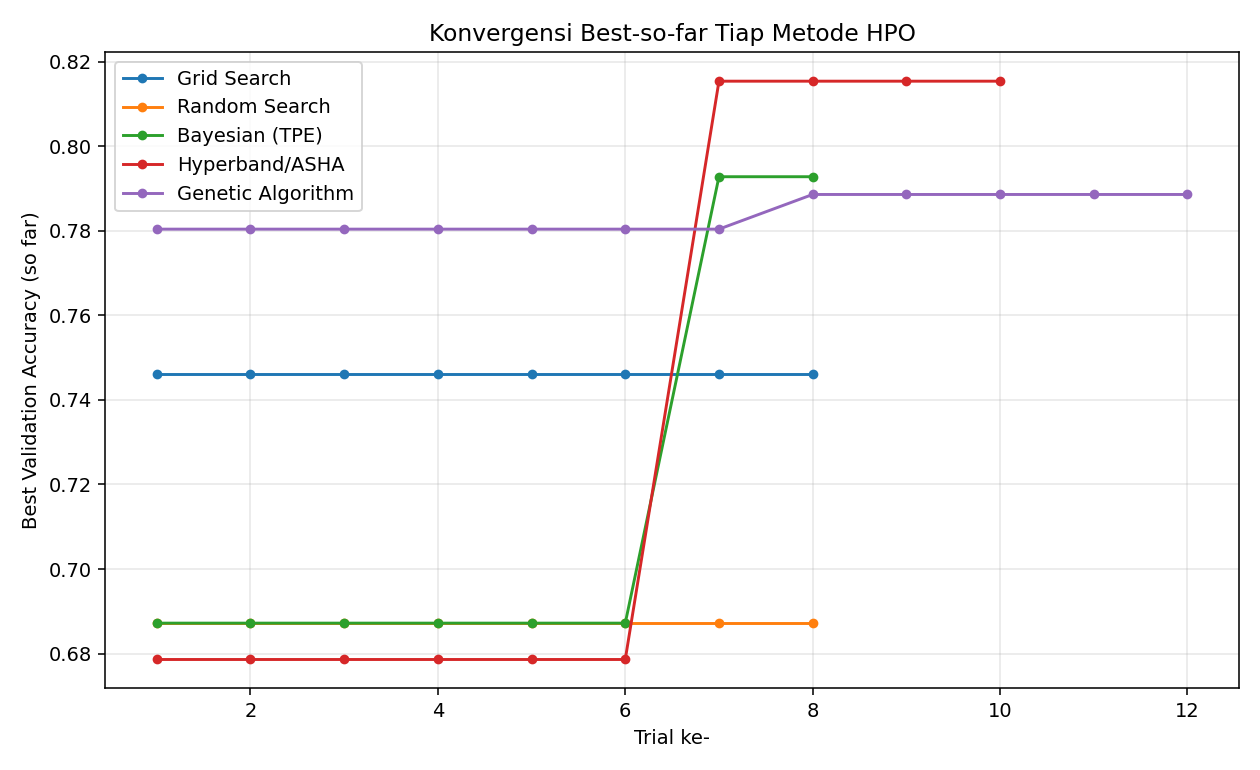 Konvergensi Best-so-far Tiap Metode HPO
Grid Search
Random Search
Bayesian (TPE)
Hyperband/ASHA
Genetic Algorithm
Best Validation Accuracy (so far)
0.82
0.80
0.78
0.76
0.74
0.72
0.70
0.68
2
4
6
8
10
12
Trial ke-